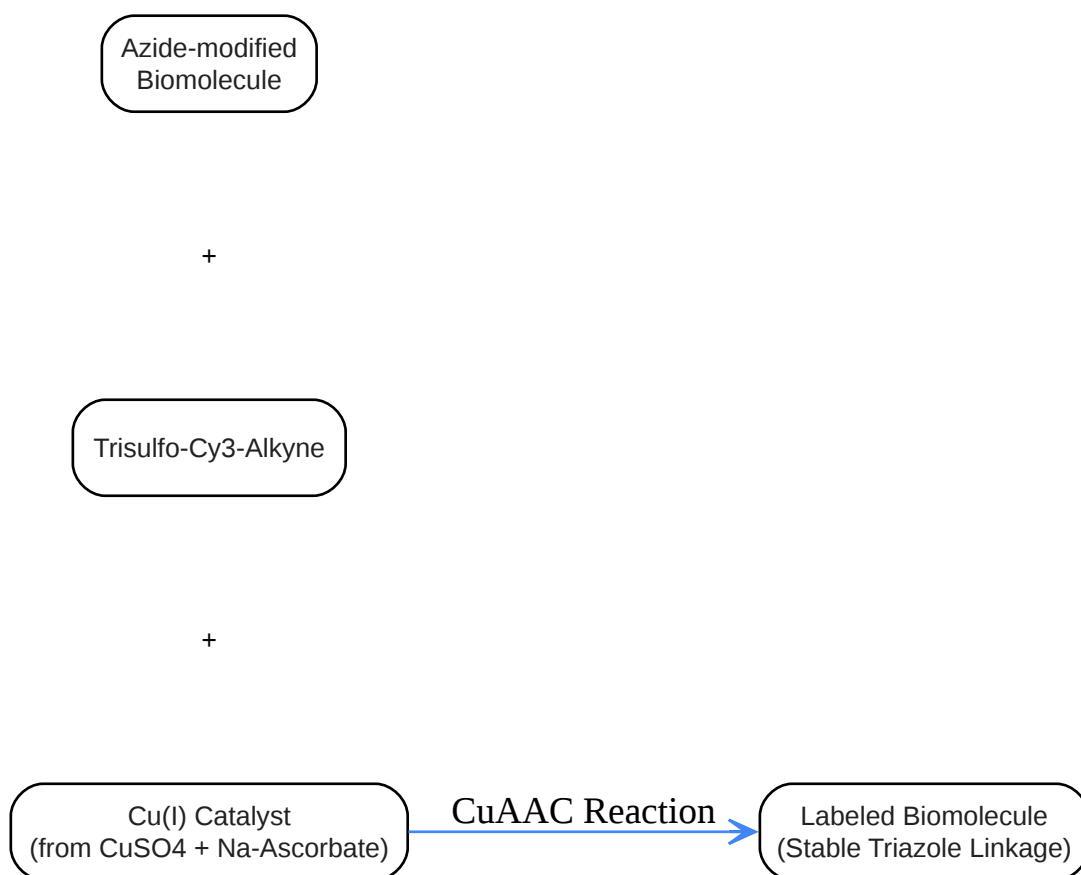 Azide-modified
Biomolecule
+
Trisulfo-Cy3-Alkyne
+
Cu(I) Catalyst
(from CuSO4 + Na-Ascorbate)
CuAAC Reaction
Labeled Biomolecule
(Stable Triazole Linkage)